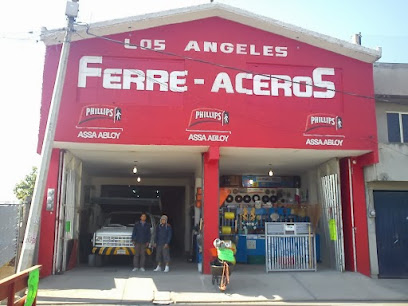 LOS ANGELES
FERRE-ACEROS
PHILLIPS
ASSA ABLOY
PHILLIPS
ASSA ABLOY
PHILLIPS
ASSA ABLOY